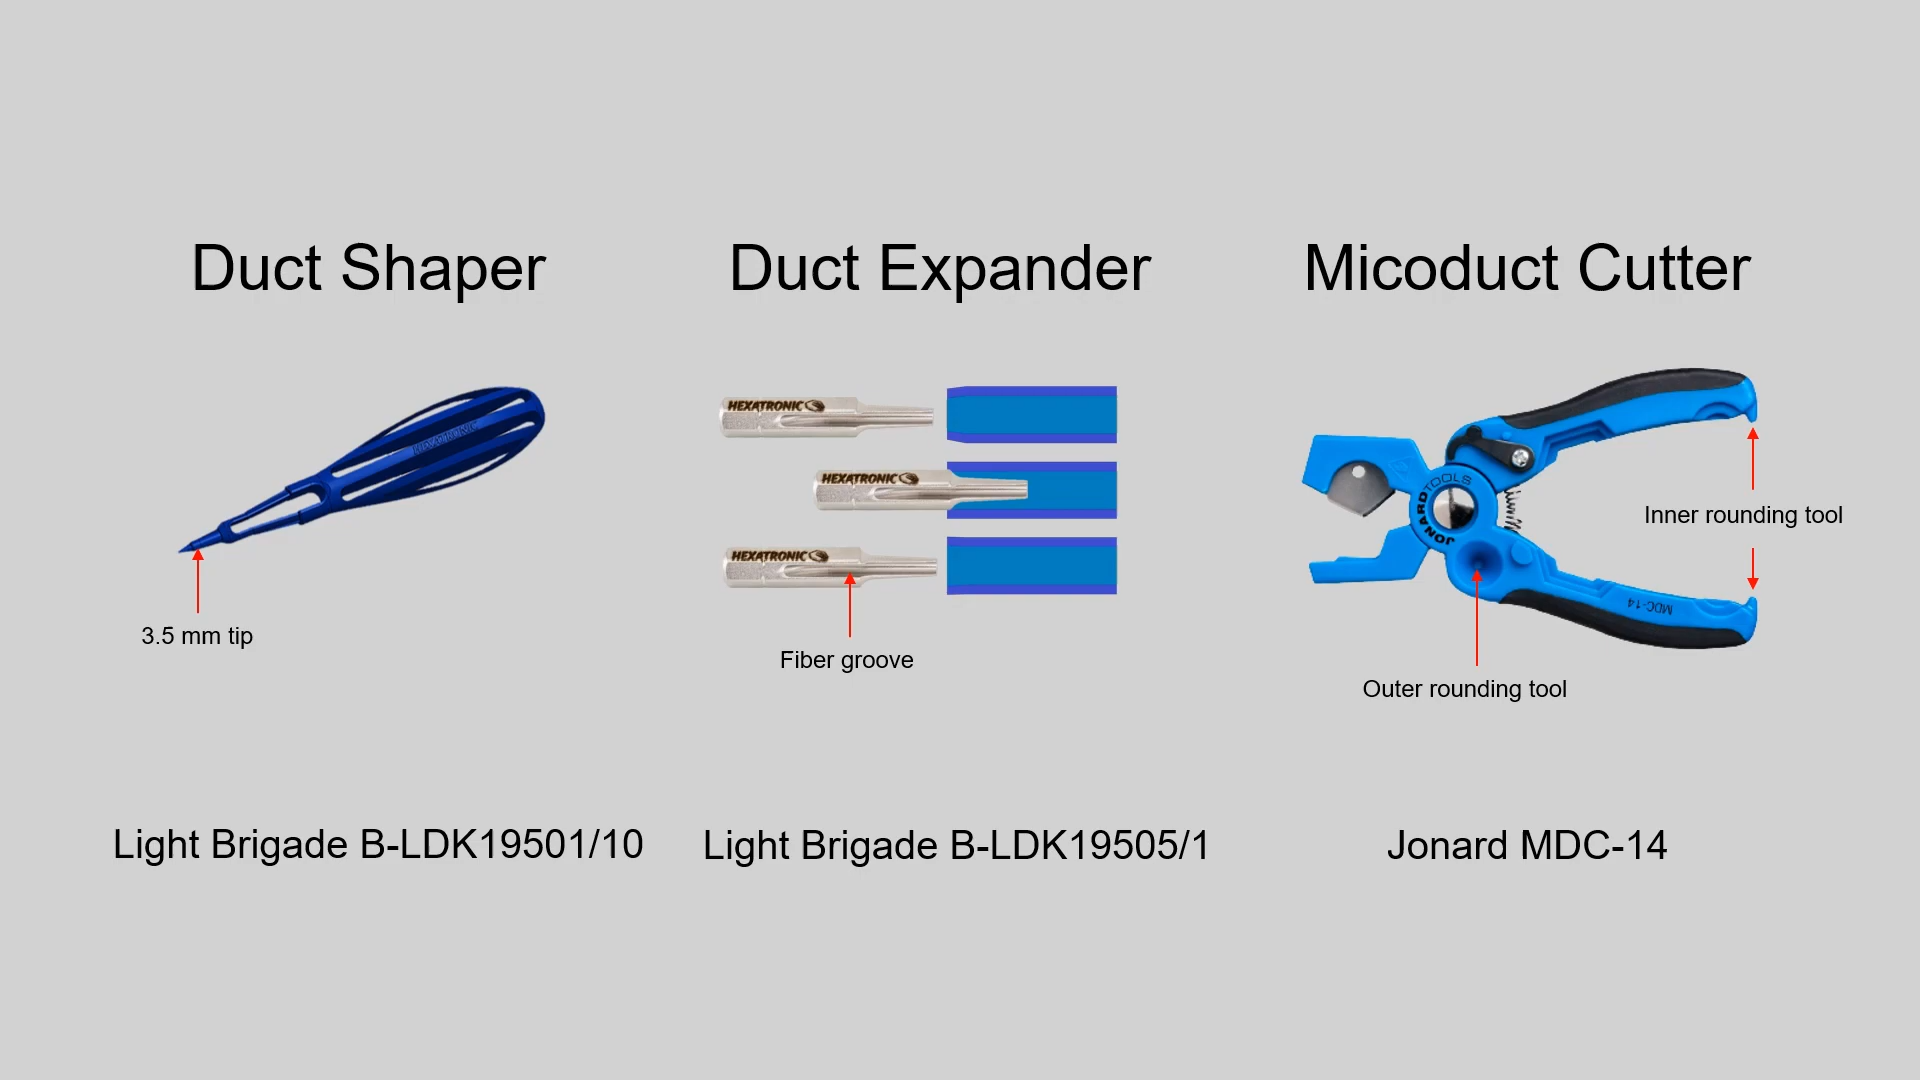 Duct Shaper
Duct Expander
Micoduct Cutter
HEXATRONIC
HEXATRONIC
HEXATRONIC
HEXATRONIC
JONARD TOOLS
MDC-14
Inner rounding tool
3.5 mm tip
Fiber groove
Outer rounding tool
Light Brigade B-LDK19501/10
Light Brigade B-LDK19505/1
Jonard MDC-14